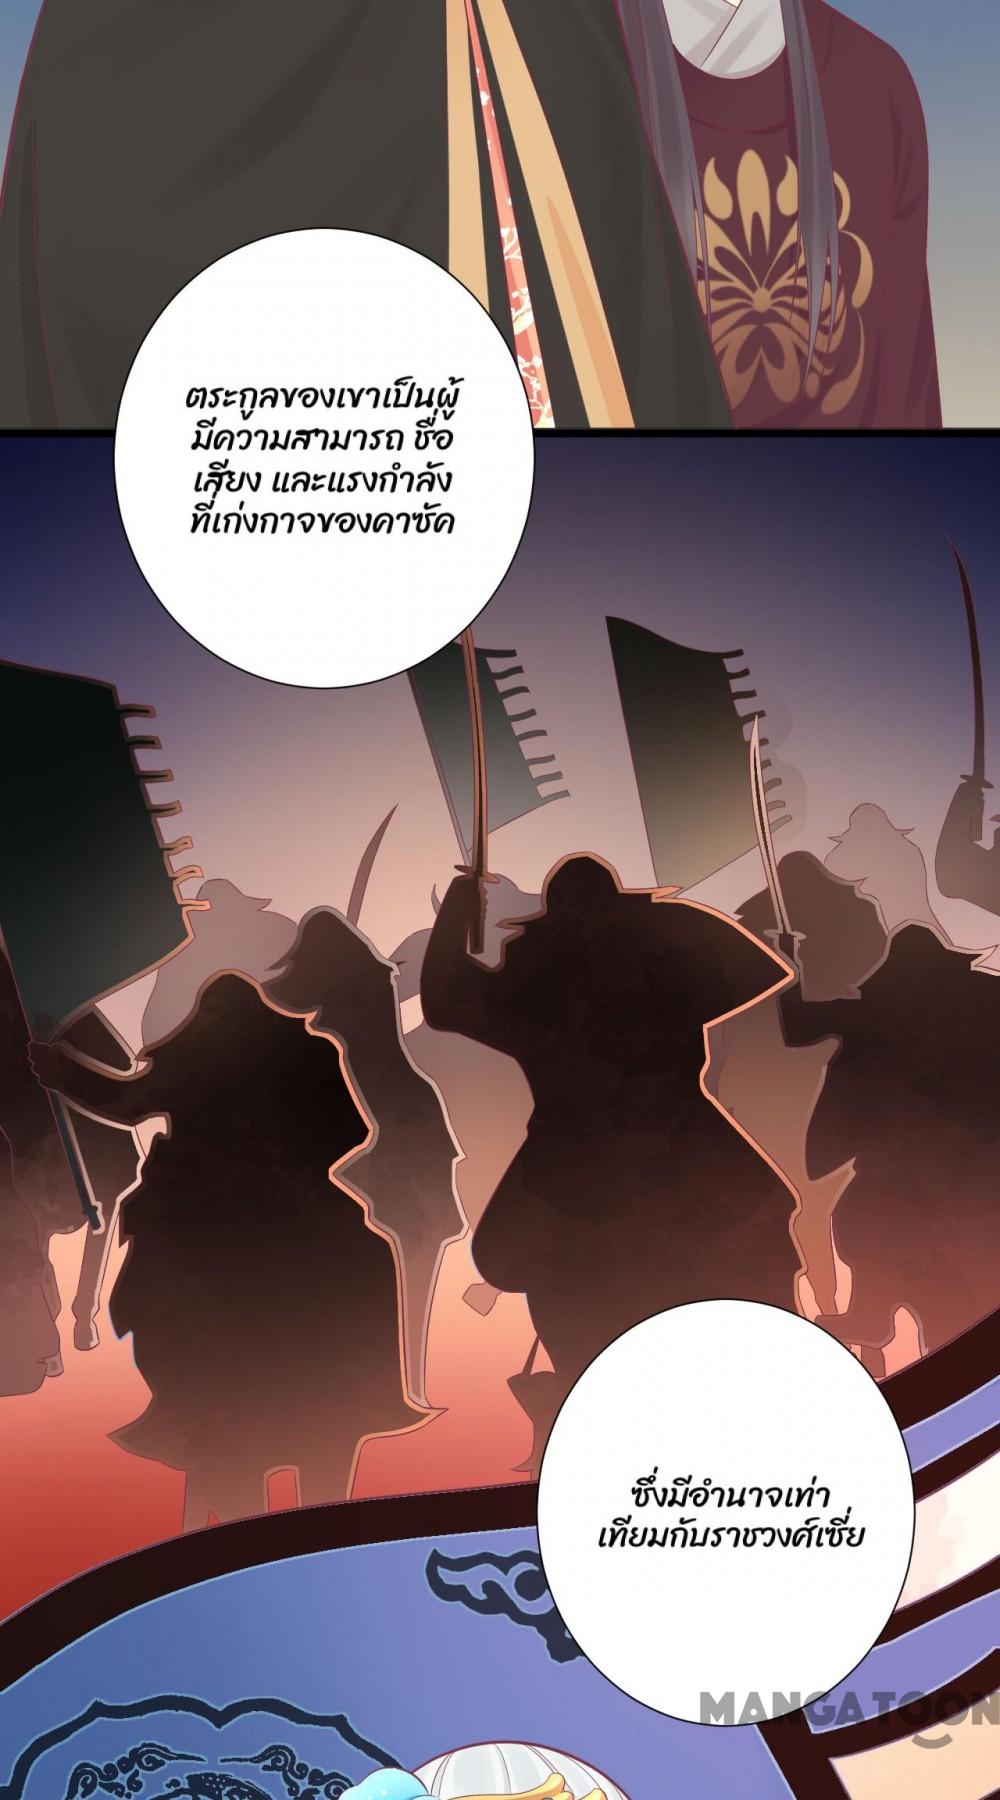 ตระกูลของเขาเป็นผู้
มีความสามารถ ชื่อ
เสียง และแรงกำลัง
ที่เก่งกาจของคาซัค
ซึ่งมีอำนาจเท่า
เทียมกับราชวงศ์เซี่ย
MANGATOON